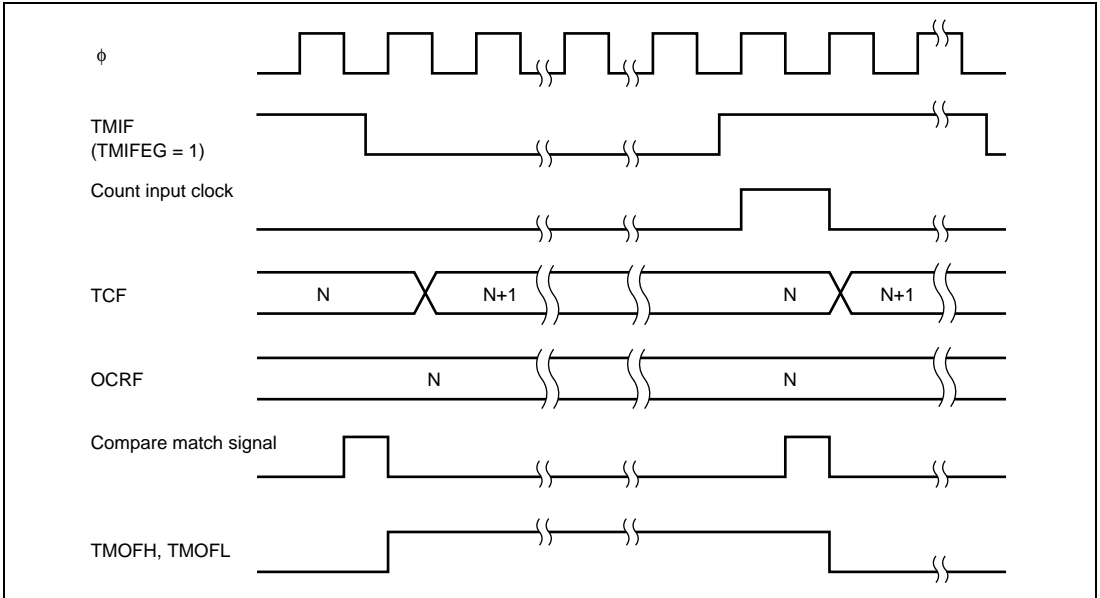 ϕ
TMIF
(TMIFEG = 1)
Count input clock
TCF N N+1 N N+1
OCRF N N
Compare match signal
TMOFH, TMOFL